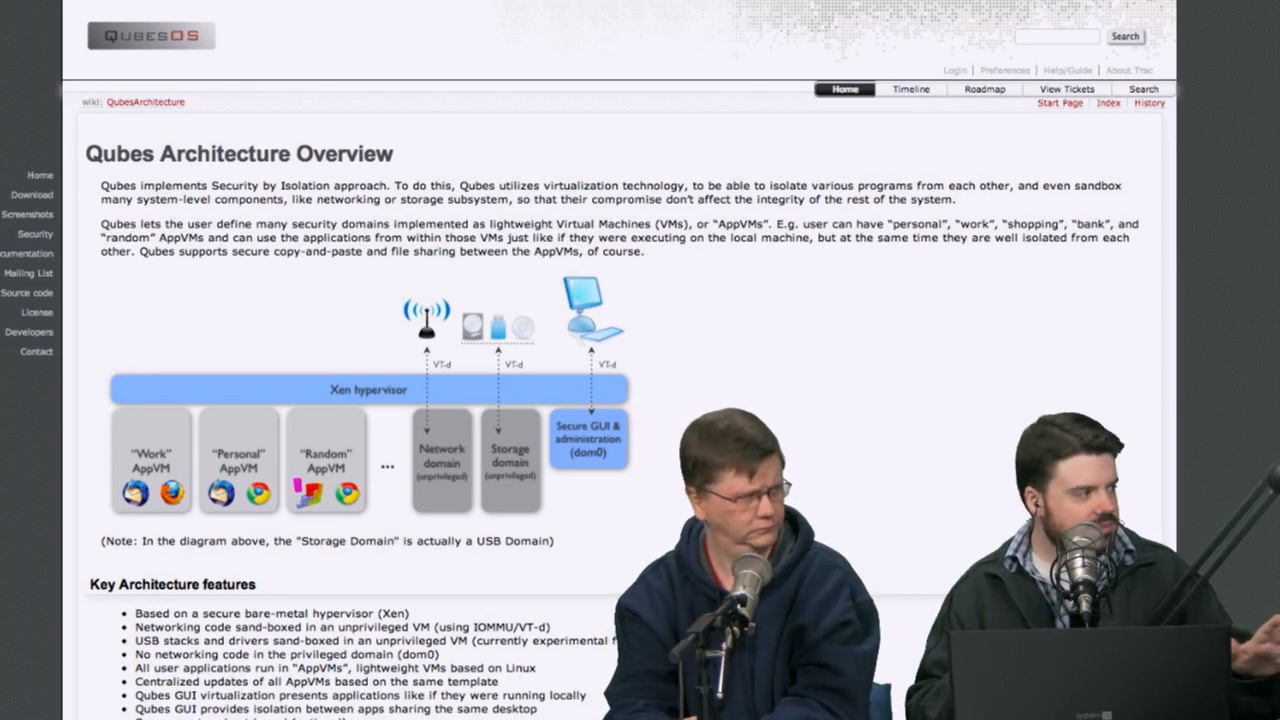 QUBESOS
Search
Login | Preferences | Help/Guide | About Trac
Home Timeline Roadmap View Tickets Search
wiki: QubesArchitecture
Start Page Index History
Home
Download
Screenshots
Security
cumentation
Mailing List
Source code
License
Developers
Contact
Qubes Architecture Overview
Qubes implements Security by Isolation approach. To do this, Qubes utilizes virtualization technology, to be able to isolate various programs from each other, and even sandbox
many system-level components, like networking or storage subsystem, so that their compromise don't affect the integrity of the rest of the system.
Qubes lets the user define many security domains implemented as lightweight Virtual Machines (VMs), or “AppVMs”. E.g. user can have “personal”, “work”, “shopping”, “bank”, and
“random” AppVMs and can use the applications from within those VMs just like if they were executing on the local machine, but at the same time they are well isolated from each
other. Qubes supports secure copy-and-paste and file sharing between the AppVMs, of course.
VT-d VT-d VT-d
Xen hypervisor
“Work”
AppVM
“Personal”
AppVM
“Random”
AppVM
...
Network
domain
(unprivileged)
Storage
domain
(unprivileged)
Secure GUI &
administration
(dom0)
(Note: In the diagram above, the "Storage Domain" is actually a USB Domain)
Key Architecture features
• Based on a secure bare-metal hypervisor (Xen)
• Networking code sand-boxed in an unprivileged VM (using IOMMU/VT-d)
• USB stacks and drivers sand-boxed in an unprivileged VM (currently experimental f
• No networking code in the privileged domain (dom0)
• All user applications run in “AppVMs”, lightweight VMs based on Linux
• Centralized updates of all AppVMs based on the same template
• Qubes GUI virtualization presents applications like if they were running locally
• Qubes GUI provides isolation between apps sharing the same desktop